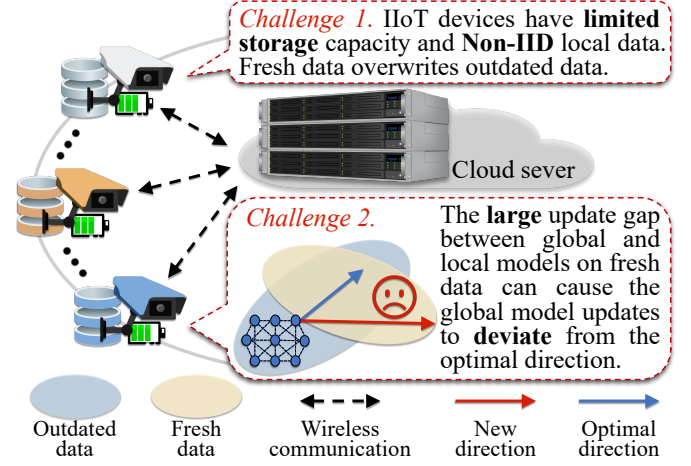 Challenge 1. IIoT devices have limited
storage capacity and Non-IID local data.
Fresh data overwrites outdated data.
Cloud sever
Challenge 2.
The large update gap
between global and
local models on fresh
data can cause the
global model updates
to deviate from the
optimal direction.
Outdated
data
Fresh
data
Wireless
communication
New
direction
Optimal
direction